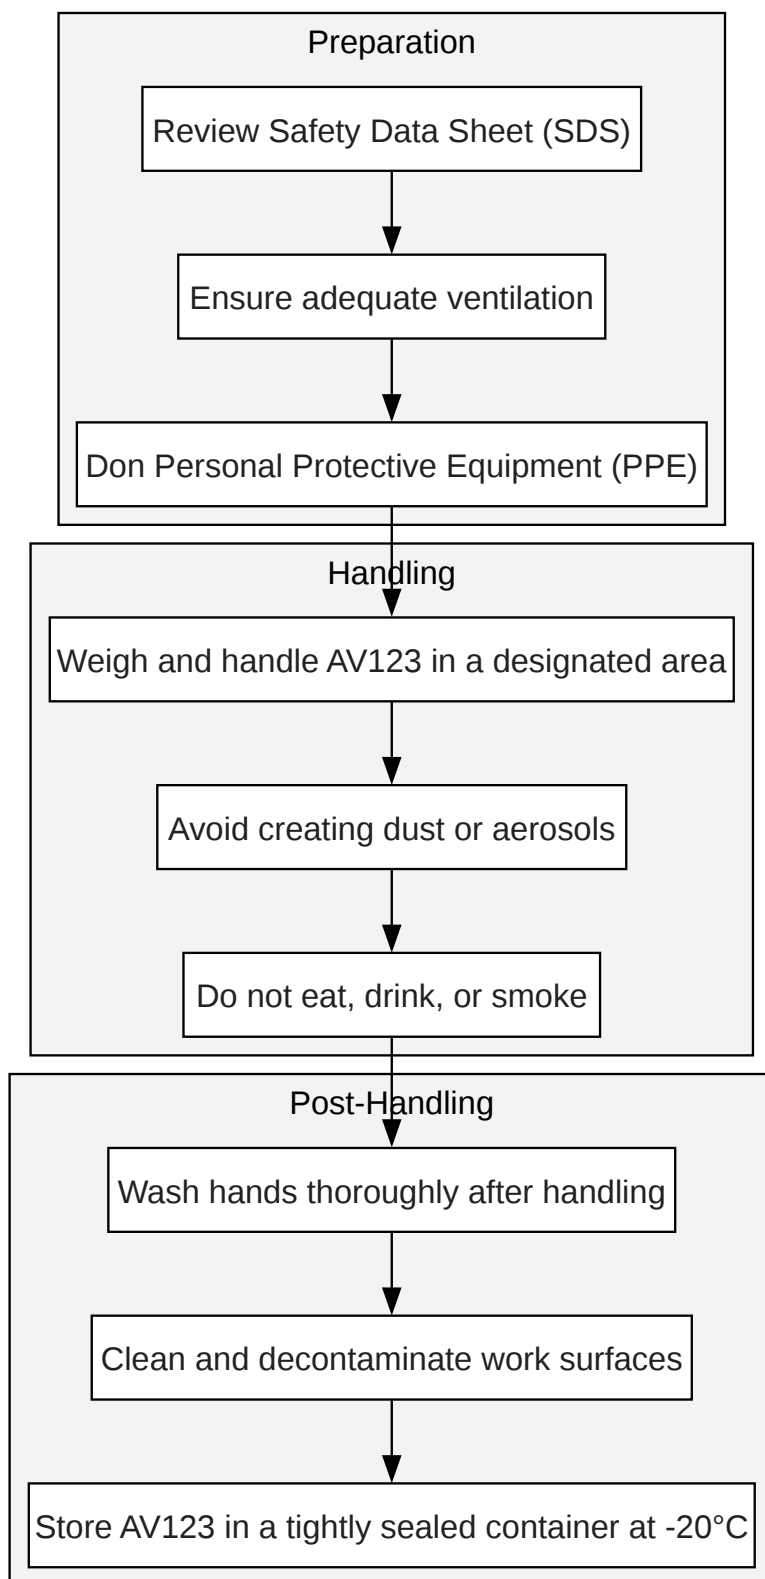 Preparation
Review Safety Data Sheet (SDS)
Ensure adequate ventilation
Don Personal Protective Equipment (PPE)
Handling
Weigh and handle AV123 in a designated area
Avoid creating dust or aerosols
Do not eat, drink, or smoke
Post-Handling
Wash hands thoroughly after handling
Clean and decontaminate work surfaces
Store AV123 in a tightly sealed container at -20°C